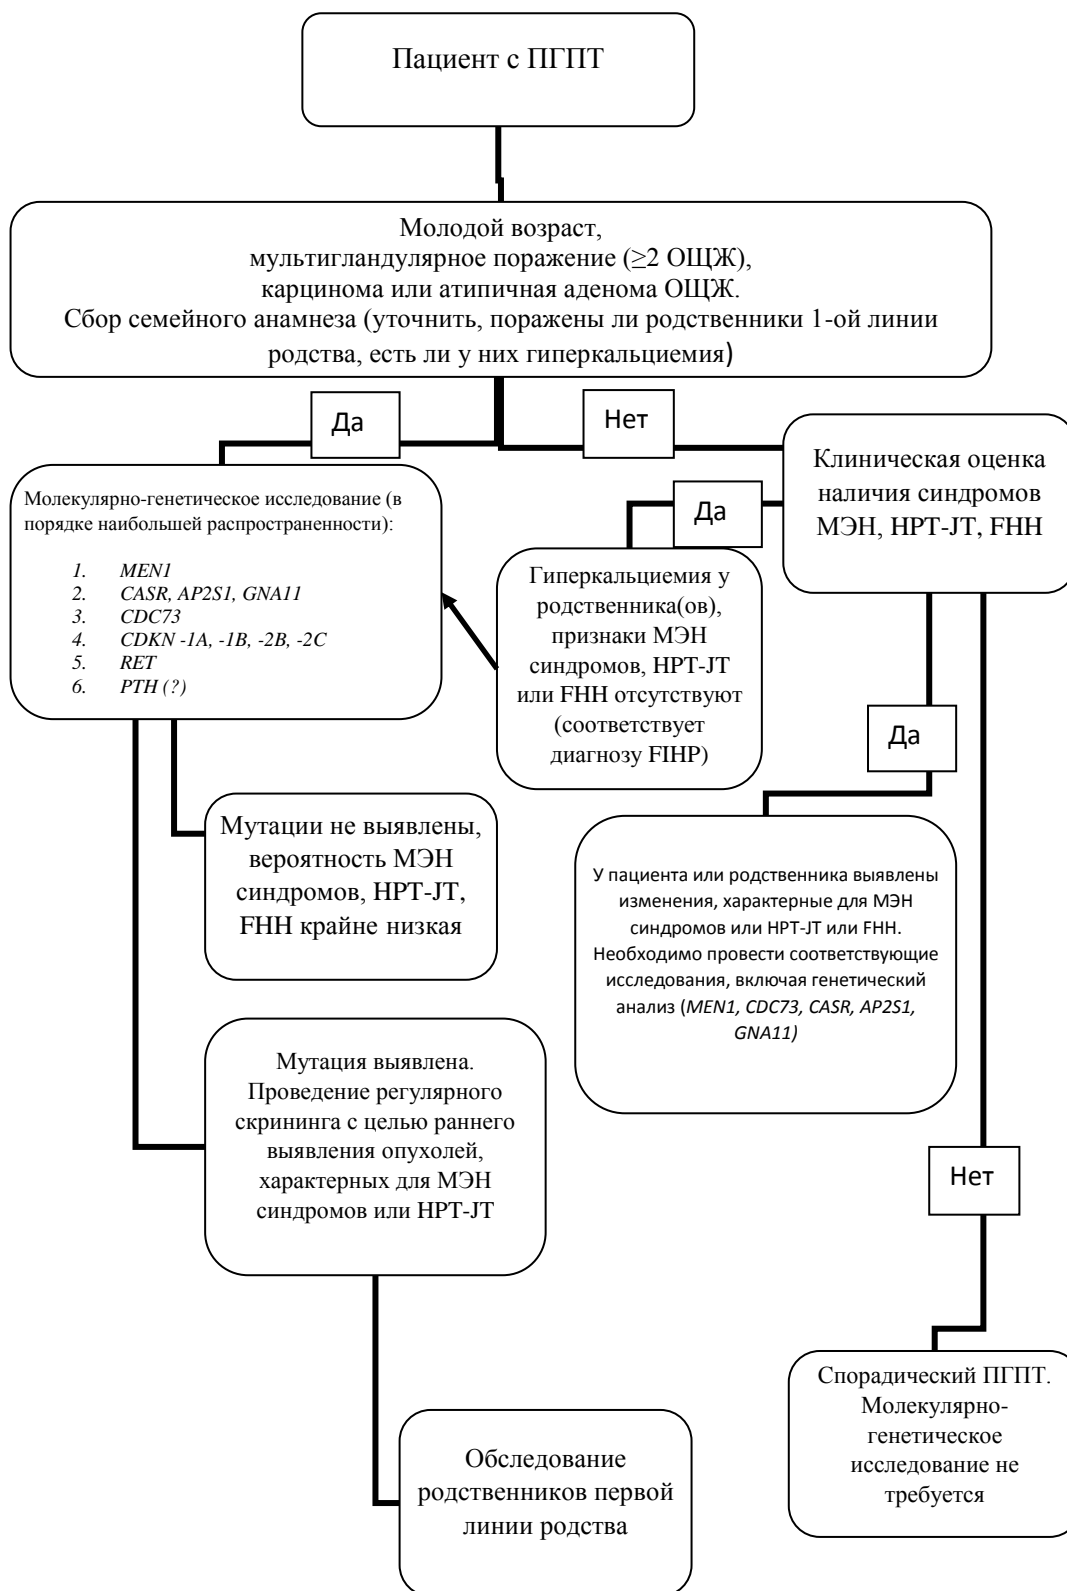 Пациент с ПГПТ
Молодой возраст,
мультигландулярное поражение (≥2 ОЩЖ),
карцинома или атипичная аденома ОЩЖ.
Сбор семейного анамнеза (уточнить, поражены ли родственники 1-ой линии
родства, есть ли у них гиперкальциемия)
Да
Нет
Клиническая оценка
наличия синдромов
МЭН, HPT-JT, FHH
Молекулярно-генетическое исследование (в
порядке наибольшей распространенности):
1. MEN1
2. CASR, AP2S1, GNA11
3. CDC73
4. CDKN -1A, -1B, -2B, -2C
5. RET
6. PTH (?)
Да
Гиперкальциемия у
родственника(ов),
признаки МЭН
синдромов, HPT-JT
или FHH отсутствуют
(соответствует
диагнозу FIHP)
Да
Мутации не выявлены,
вероятность МЭН
синдромов, HPT-JT,
FHH крайне низкая
У пациента или родственника выявлены
изменения, характерные для МЭН
синдромов или HPT-JT или FHH.
Необходимо провести соответствующие
исследования, включая генетический
анализ (MEN1, CDC73, CASR, AP2S1,
GNA11)
Мутация выявлена.
Проведение регулярного
скрининга с целью раннего
выявления опухолей,
характерных для МЭН
синдромов или HPT-JT
Нет
Спорадический ПГПТ.
Молекулярно-
генетическое
исследование не
требуется
Обследование
родственников первой
линии родства